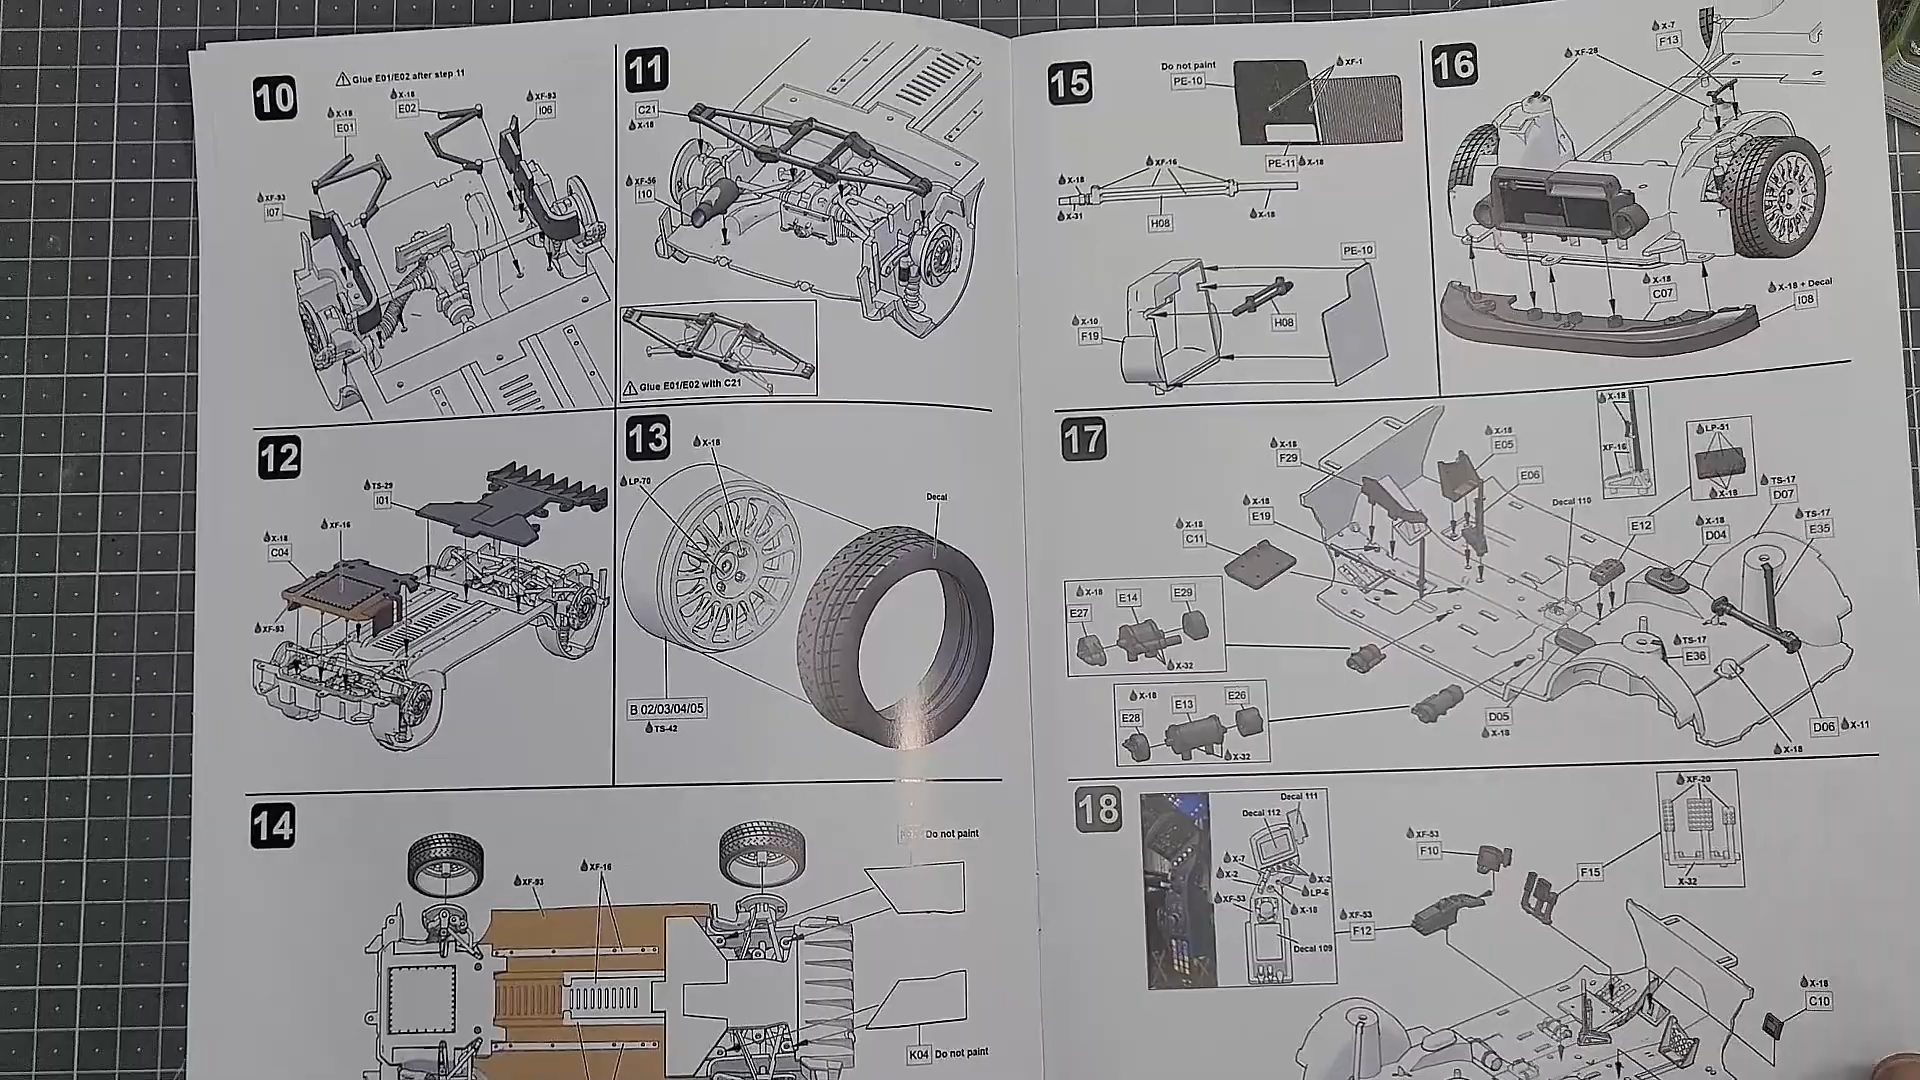 10
Glue E01/E02 after step 11
X-18
E02
XF-93
I06
X-18
E01
XF-93
I07
11
C21
X-18
XF-56
I10
Glue E01/E02 with C21
12
TS-29
I01
XF-16
X-18
C04
XF-93
13
X-18
LP-70
Decal
B 02/03/04/05
TS-42
14
XF-93
XF-16
Do not paint
K04 Do not paint
15
Do not paint
PE-10
XF-1
PE-11 X-18
XF-16
X-18
X-31
H08
X-18
PE-10
H08
X-10
F19
16
XF-28
X-7
F13
X-18
C07
X-18 + Decal
I08
17
X-18
F29
X-18
E05
E06
X-18
XF-16
LP-51
X-18
TS-17
D07
TS-17
E35
X-18
E19
X-18
C11
Decal 110
E12
X-18
D04
X-18
E27
E14
E29
X-32
TS-17
E36
X-18
E28
E13
E26
X-32
D05
X-18
D06 X-11
X-18
18
Decal 111
Decal 112
X-7
X-2
X-2
LP-6
XF-53
X-18
Decal 109
XF-53
F10
XF-53
F12
F15
XF-20
X-32
X-18
C10